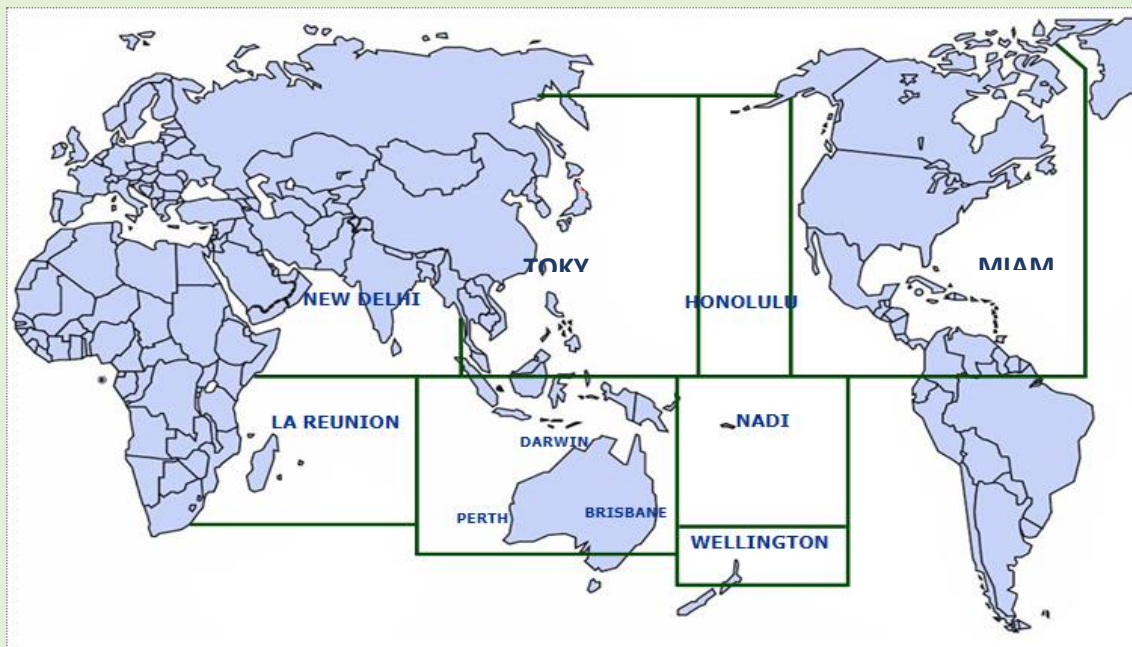 TOKY
MIAM
NEW DELHI
HONOLULU
LA REUNION
NADI
DARWIN
PERTH
BRISBANE
WELLINGTON